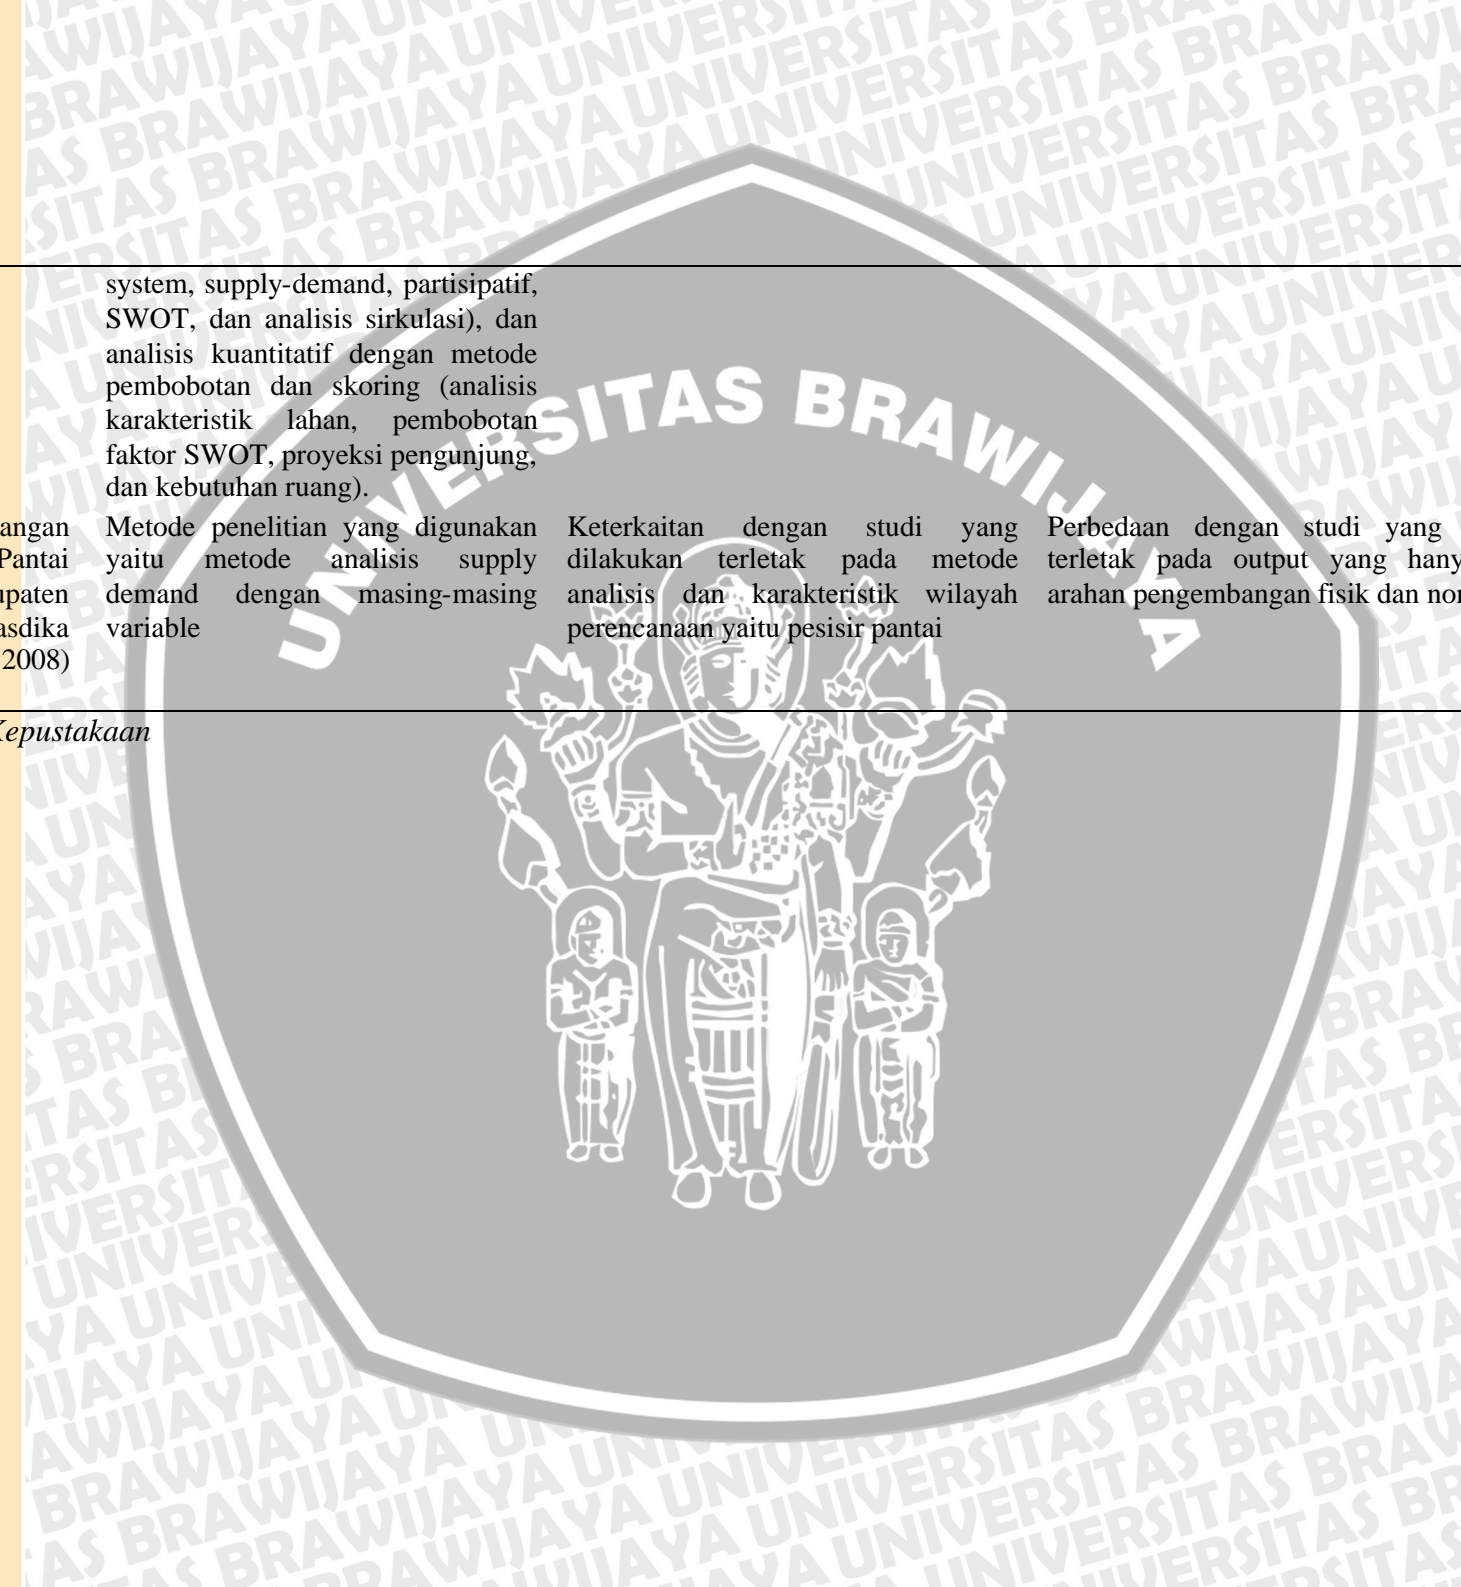 system, supply-demand, partisipatif,
SWOT, dan analisis sirkulasi), dan
analisis kuantitatif dengan metode
pembobotan dan skoring (analisis
karakteristik lahan, pembobotan
faktor SWOT, proyeksi pengunjung,
dan kebutuhan ruang).
angan
Pantai
upaten
asdika
2008)
Metode penelitian yang digunakan
yaitu metode analisis supply
demand dengan masing-masing
variable
Keterkaitan dengan studi yang
dilakukan terletak pada metode
analisis dan karakteristik wilayah
perencanaan yaitu pesisir pantai
Perbedaan dengan studi yang
terletak pada output yang hany
arahan pengembangan fisik dan nor
Kepustakaan
UNIVERSITAS BRAWIJAYA